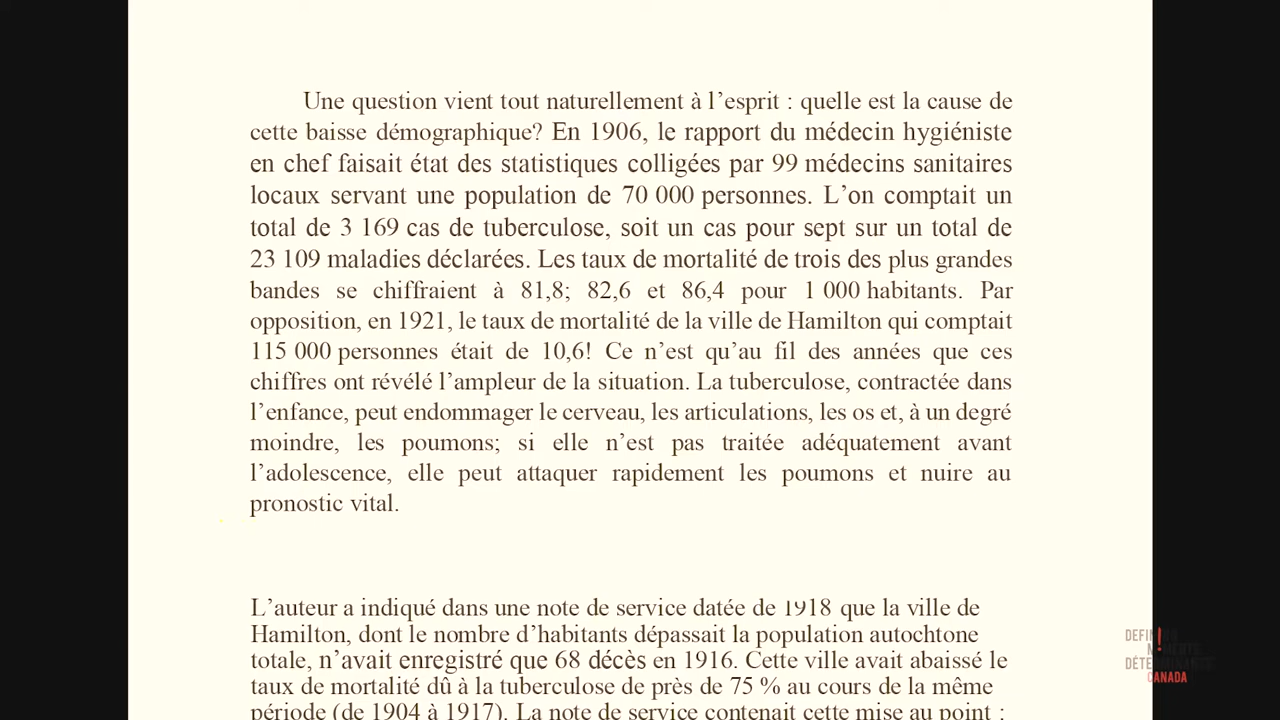 Une question vient tout naturellement à l’esprit : quelle est la cause de
cette baisse démographique? En 1906, le rapport du médecin hygiéniste
en chef faisait état des statistiques colligées par 99 médecins sanitaires
locaux servant une population de 70 000 personnes. L’on comptait un
total de 3 169 cas de tuberculose, soit un cas pour sept sur un total de
23 109 maladies déclarées. Les taux de mortalité de trois des plus grandes
bandes se chiffraient à 81,8; 82,6 et 86,4 pour 1 000 habitants. Par
opposition, en 1921, le taux de mortalité de la ville de Hamilton qui comptait
115 000 personnes était de 10,6! Ce n’est qu’au fil des années que ces
chiffres ont révélé l’ampleur de la situation. La tuberculose, contractée dans
l’enfance, peut endommager le cerveau, les articulations, les os et, à un degré
moindre, les poumons; si elle n’est pas traitée adéquatement avant
l’adolescence, elle peut attaquer rapidement les poumons et nuire au
pronostic vital.
L’auteur a indiqué dans une note de service datée de 1918 que la ville de
Hamilton, dont le nombre d’habitants dépassait la population autochtone
totale, n’avait enregistré que 68 décès en 1916. Cette ville avait abaissé le
taux de mortalité dû à la tuberculose de près de 75 % au cours de la même
période (de 1904 à 1917). La note de service contenait cette mise au point :
CANADA